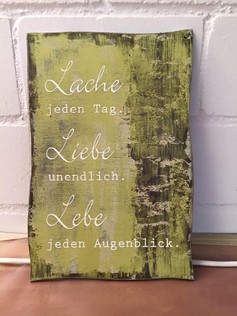 Lache
jeden Tag.
Liebe
unendlich.
Lebe
jeden Augenblick.